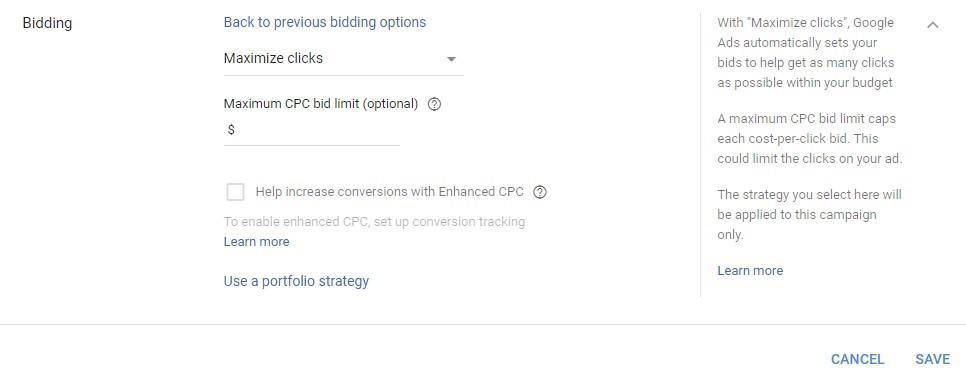 Bidding
Back to previous bidding options
Maximize clicks
Maximum CPC bid limit (optional)
$
Help increase conversions with Enhanced CPC
To enable enhanced CPC, set up conversion tracking
Learn more
Use a portfolio strategy
With "Maximize clicks", Google
Ads automatically sets your
bids to help get as many clicks
as possible within your budget
A maximum CPC bid limit caps
each cost-per-click bid. This
could limit the clicks on your ad.
The strategy you select here will
be applied to this campaign
only.
Learn more
CANCEL SAVE